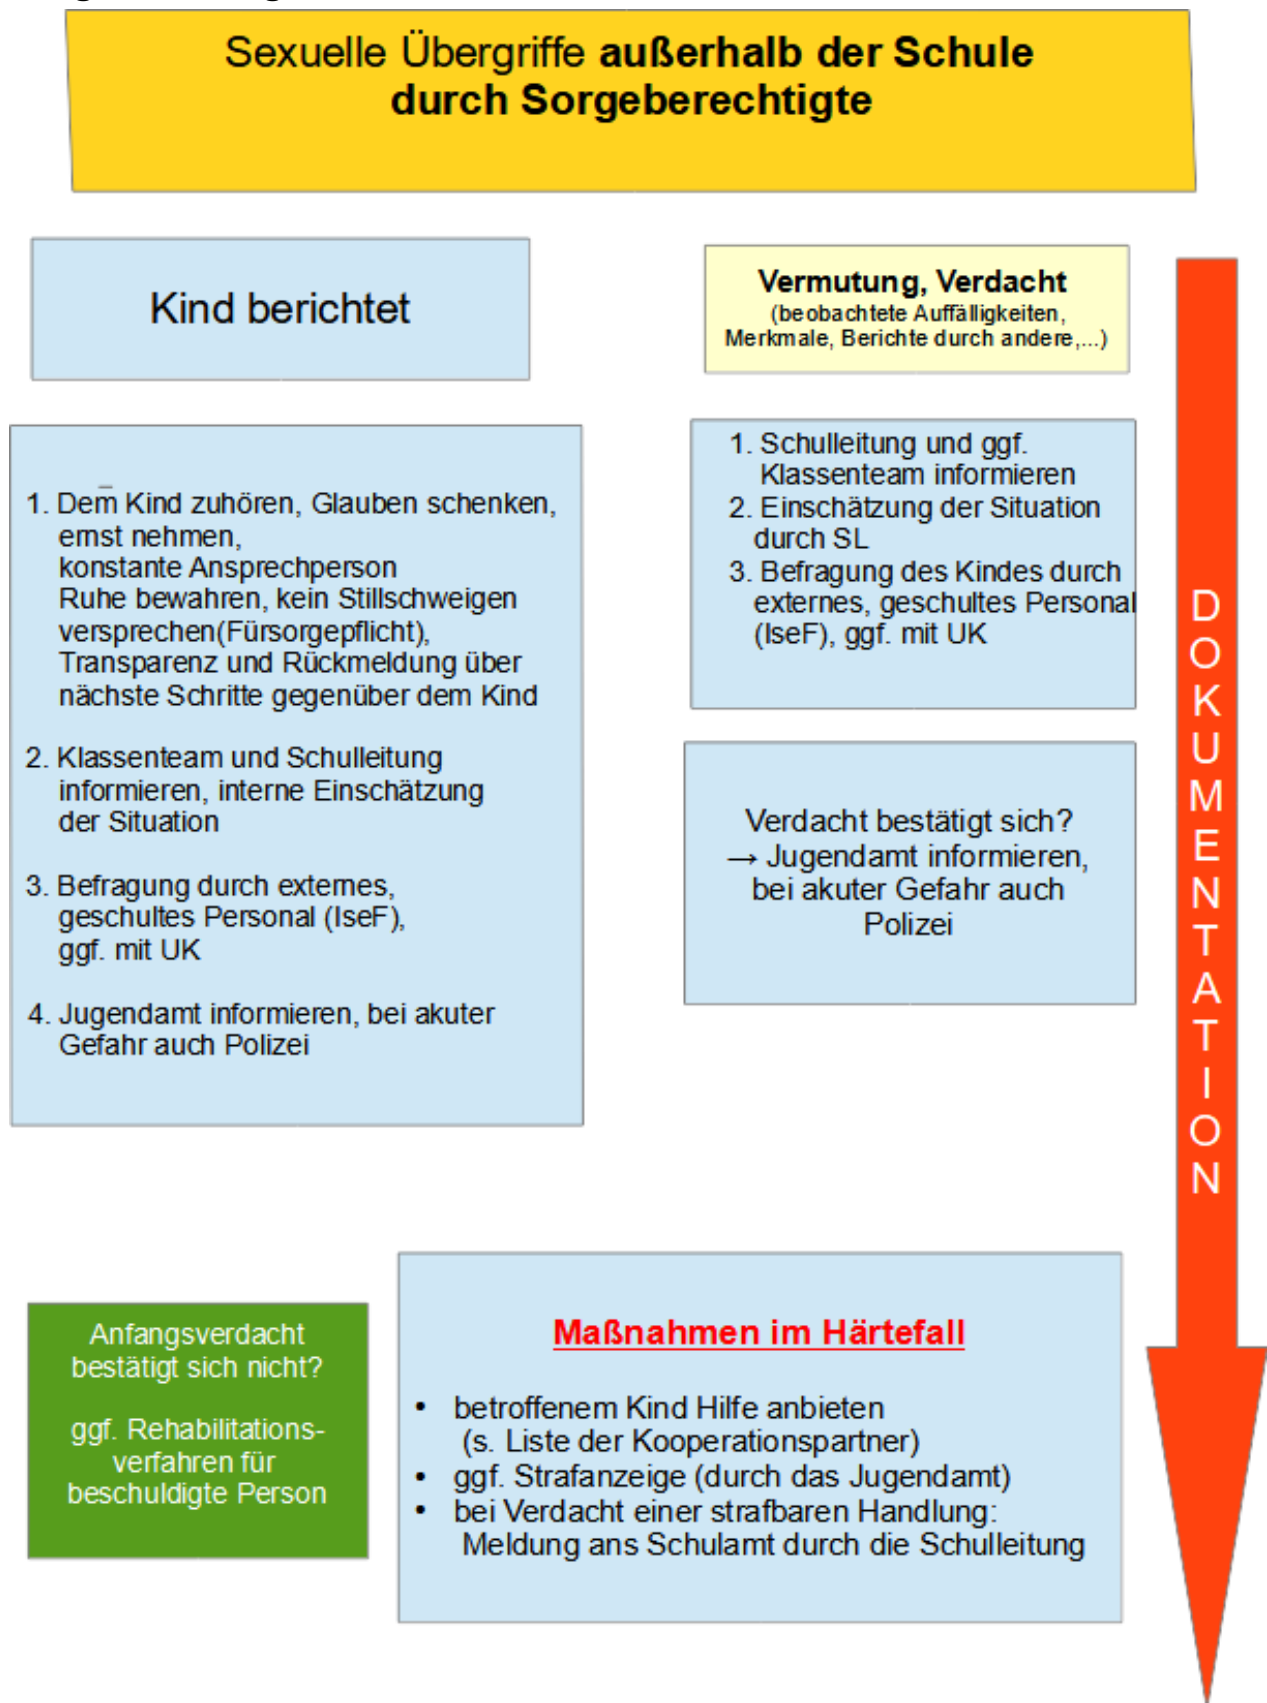 Sexuelle Übergriffe außerhalb der Schule
durch Sorgeberechtigte
Kind berichtet
1. Dem Kind zuhören, Glauben schenken,
ernst nehmen,
konstante Ansprechperson
Ruhe bewahren, kein Stillschweigen
versprechen(Fürsorgepflicht),
Transparenz und Rückmeldung über
nächste Schritte gegenüber dem Kind
2. Klassenteam und Schulleitung
informieren, interne Einschätzung
der Situation
3. Befragung durch externes,
geschultes Personal (IseF),
ggf. mit UK
4. Jugendamt informieren, bei akuter
Gefahr auch Polizei
Vermutung, Verdacht
(beobachtete Auffälligkeiten,
Merkmale, Berichte durch andere,...)
1. Schulleitung und ggf.
Klassenteam informieren
2. Einschätzung der Situation
durch SL
3. Befragung des Kindes durch
externes, geschultes Personal
(IseF), ggf. mit UK
Verdacht bestätigt sich?
→ Jugendamt informieren,
bei akuter Gefahr auch
Polizei
DOKUMENTATION
Anfangsverdacht
bestätigt sich nicht?
ggf. Rehabilitations-
verfahren für
beschuldigte Person
Maßnahmen im Härtefall
• betroffenem Kind Hilfe anbieten
(s. Liste der Kooperationspartner)
• ggf. Strafanzeige (durch das Jugendamt)
• bei Verdacht einer strafbaren Handlung:
Meldung ans Schulamt durch die Schulleitung